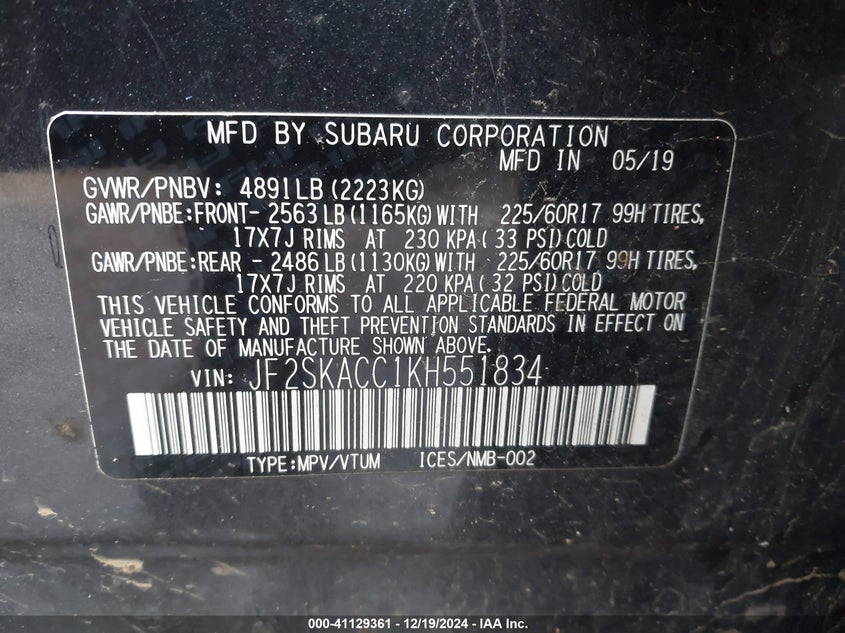 MFD BY SUBARU CORPORATION
MFD IN 05/19
GVWR/PNBV: 4891LB (2223KG)
GAWR/PNBE:FRONT- 2563LB (1165KG) WITH 225/60R17 99H TIRES,
17X7J RIMS AT 230 KPA ( 33 PSI) COLD
GAWR/PNBE:REAR - 2486LB (1130KG) WITH 225/60R17 99H TIRES,
17X7J RIMS AT 220 KPA ( 32 PSI) COLD
THIS VEHICLE CONFORMS TO ALL APPLICABLE FEDERAL MOTOR
VEHICLE SAFETY AND THEFT PREVENTION STANDARDS IN EFFECT ON
THE DATE OF MANUFACTURE SHOWN ABOVE.
VIN: JF2SKACC1KH551834
TYPE:MPV/VTUM ICES/NMB-002
000-41129361 - 12/19/2024 - IAA Inc.